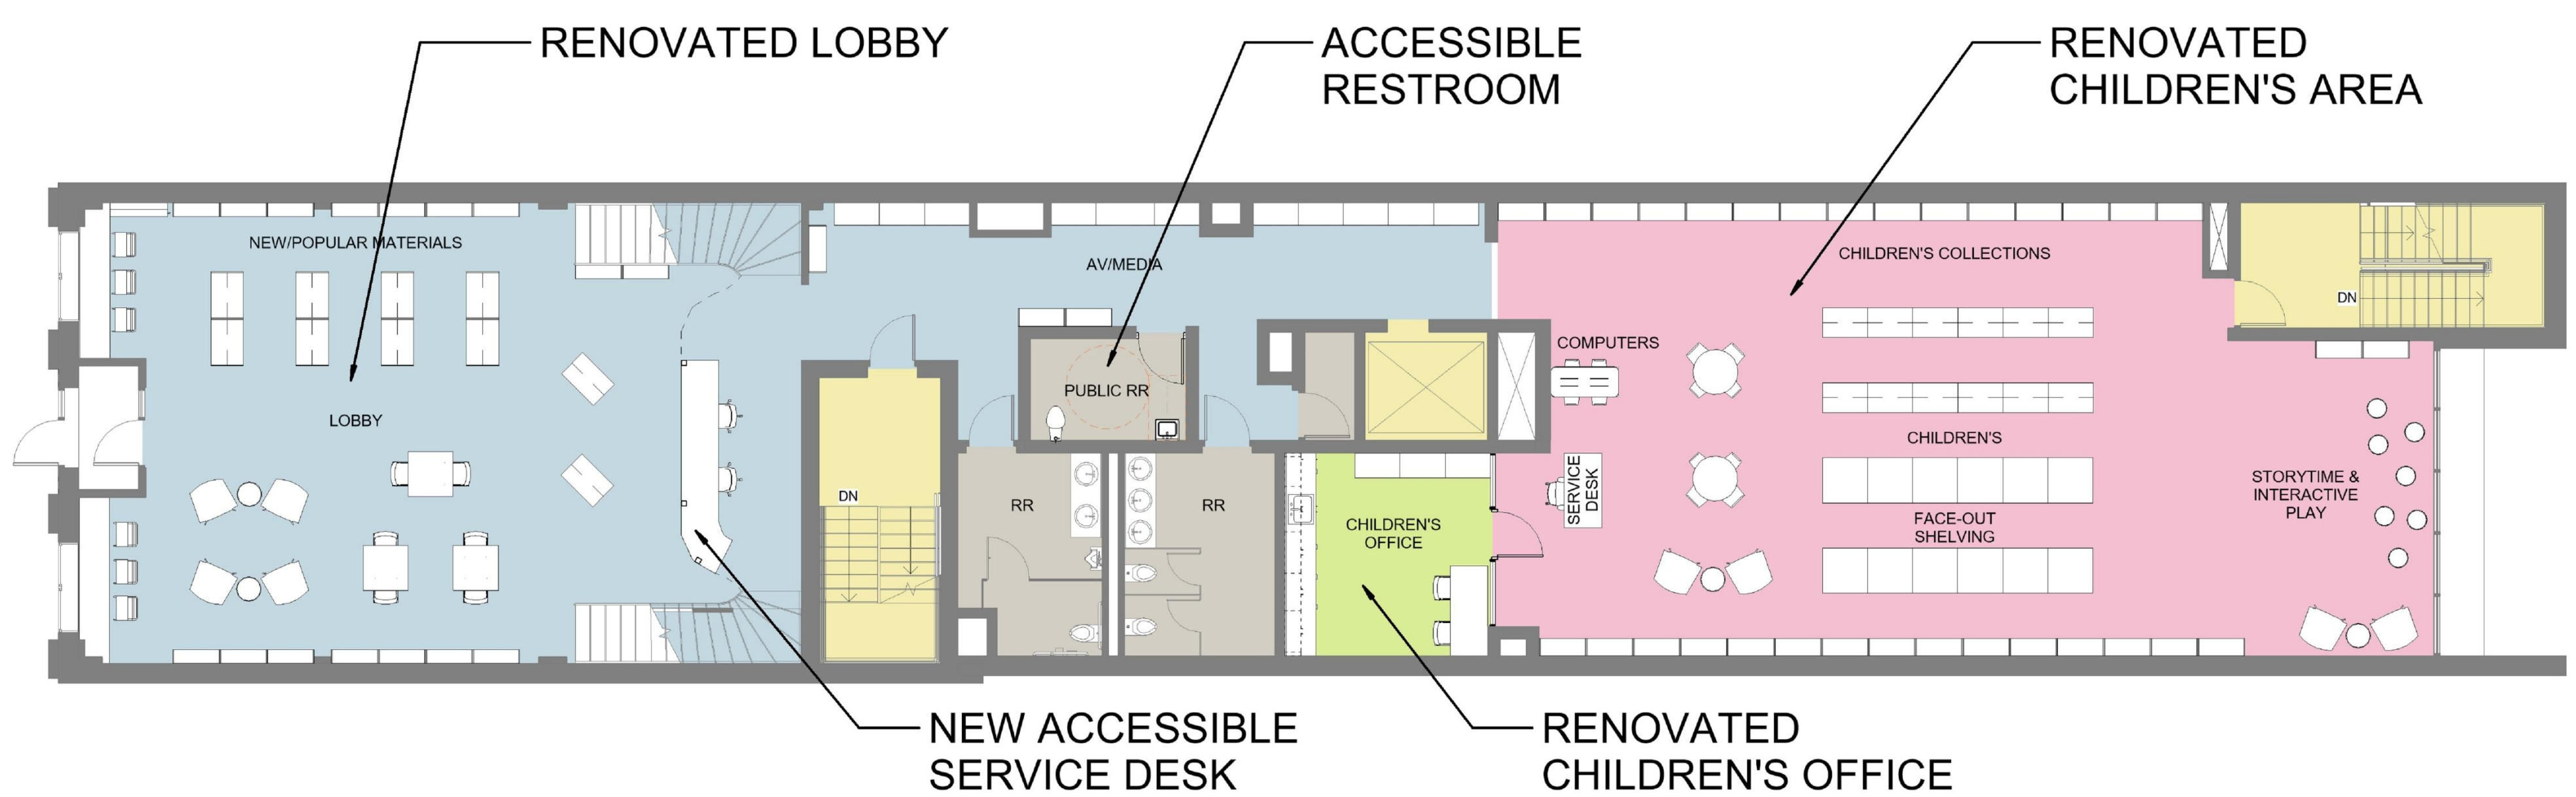 RENOVATED LOBBY
ACCESSIBLE
RESTROOM
RENOVATED
CHILDREN'S AREA
NEW/POPULAR MATERIALS
AV/MEDIA
CHILDREN'S COLLECTIONS
DN
COMPUTERS
PUBLIC RR
LOBBY
CHILDREN'S
STORYTIME &
INTERACTIVE
PLAY
DN
RR
RR
CHILDREN'S
OFFICE
SERVICE
DESK
FACE-OUT
SHELVING
NEW ACCESSIBLE
SERVICE DESK
RENOVATED
CHILDREN'S OFFICE